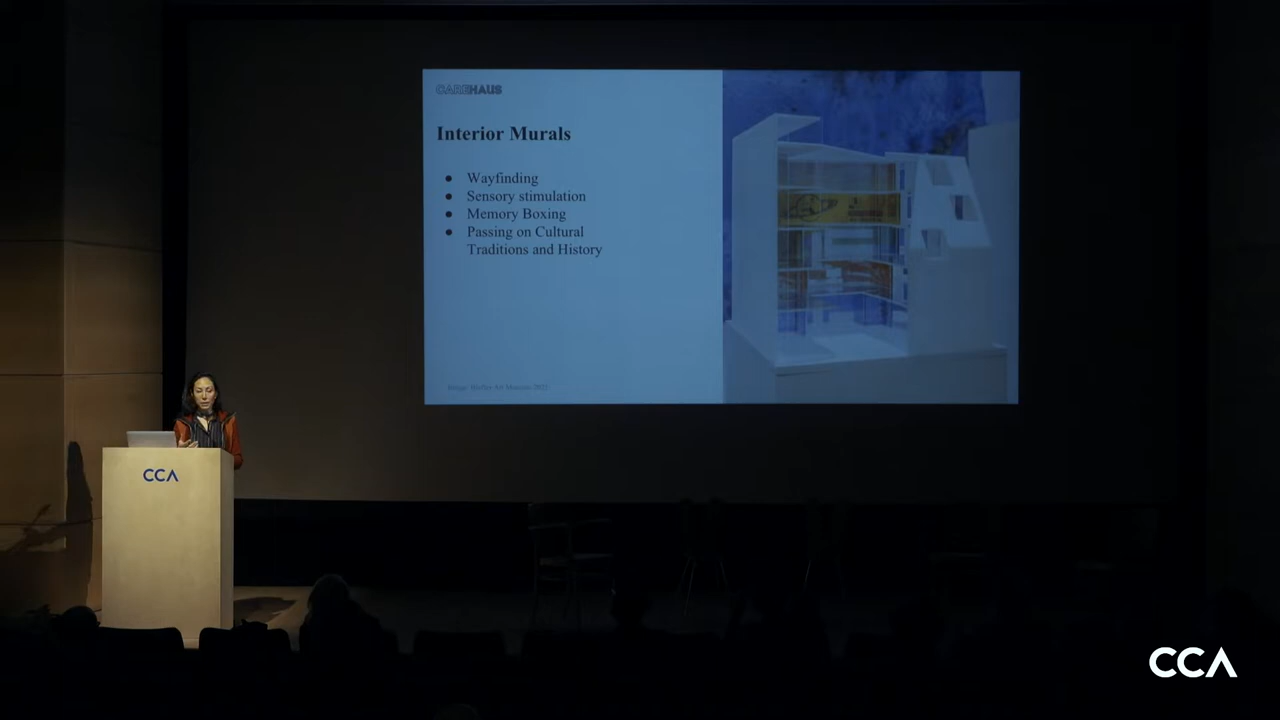 CAREHAUS
Interior Murals
● Wayfinding
● Sensory stimulation
● Memory Boxing
● Passing on Cultural
Traditions and History
CCA
CCA